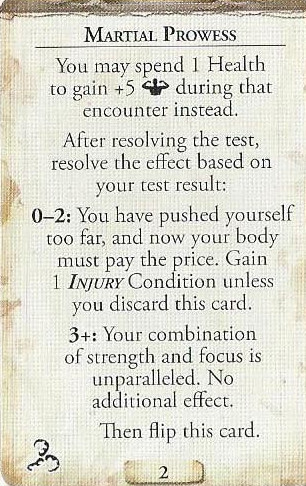 MARTIAL PROWESS
You may spend 1 Health
to gain +5 during that
encounter instead.
After resolving the test,
resolve the effect based on
your test result:
0–2: You have pushed yourself
too far, and now your body
must pay the price. Gain
1 INJURY Condition unless
you discard this card.
3+: Your combination
of strength and focus is
unparalleled. No
additional effect.
Then flip this card.
2